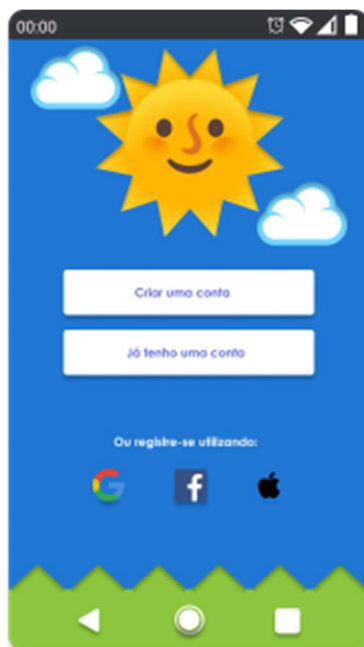 00:00
Criar uma conta
Já tenho uma conta
Ou registre-se utilizando: